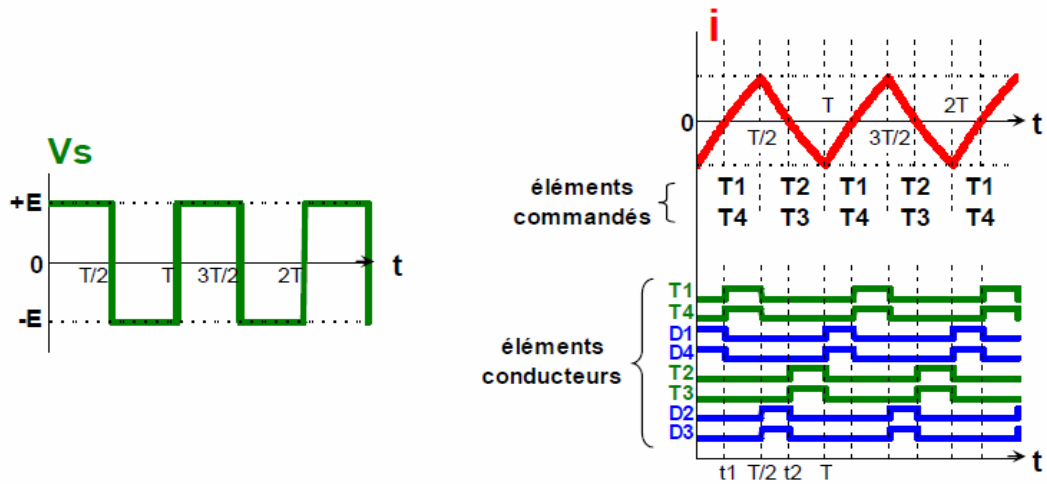 Vs
+E
0
-E
T/2 T 3T/2 2T t
i
0
T/2 T 3T/2 2T t
éléments
commandés
T1 T2 T1 T2 T1
T4 T3 T4 T3 T4
éléments
conducteurs
T1
T4
D1
D4
T2
T3
D2
D3
t1 T/2 t2 T t